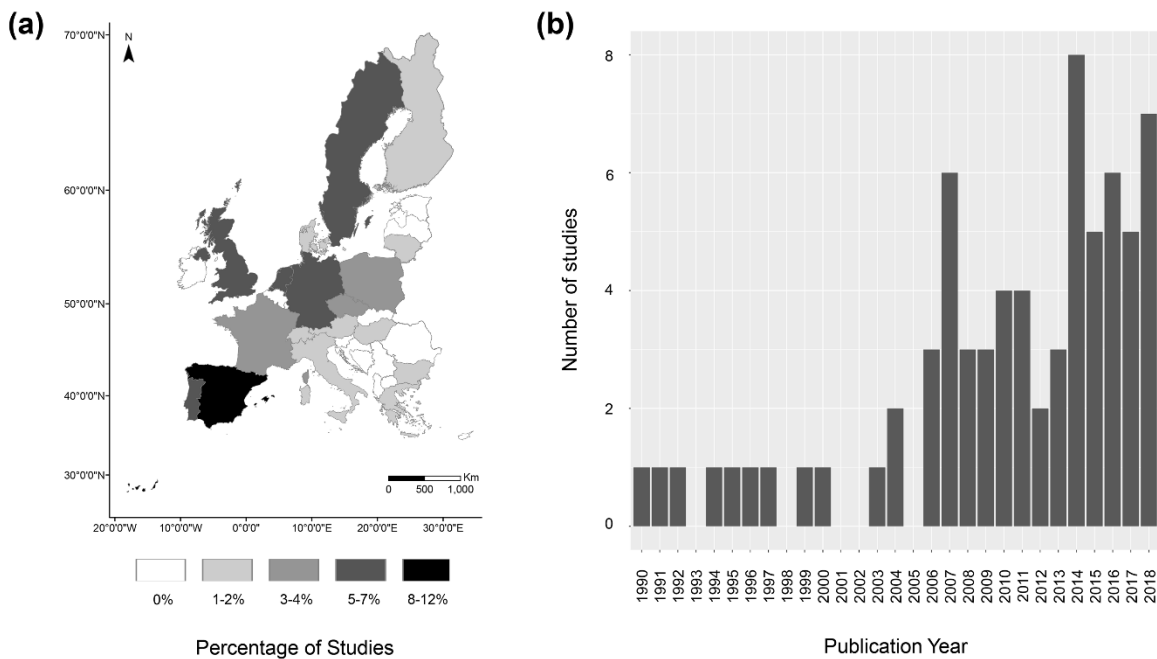 (a)
N
70°0'0"N
60°0'0"N
50°0'0"N
40°0'0"N
30°0'0"N
20°0'0"W
10°0'0"W
0°0'0"
10°0'0"E
20°0'0"E
30°0'0"E
Km
0 500 1,000
0% 1-2% 3-4% 5-7% 8-12%
Percentage of Studies
(b)
Number of studies
8
6
4
2
0
1990 1991 1992 1993 1994 1995 1996 1997 1998 1999 2000 2001 2002 2003 2004 2005 2006 2007 2008 2009 2010 2011 2012 2013 2014 2015 2016 2017 2018
Publication Year